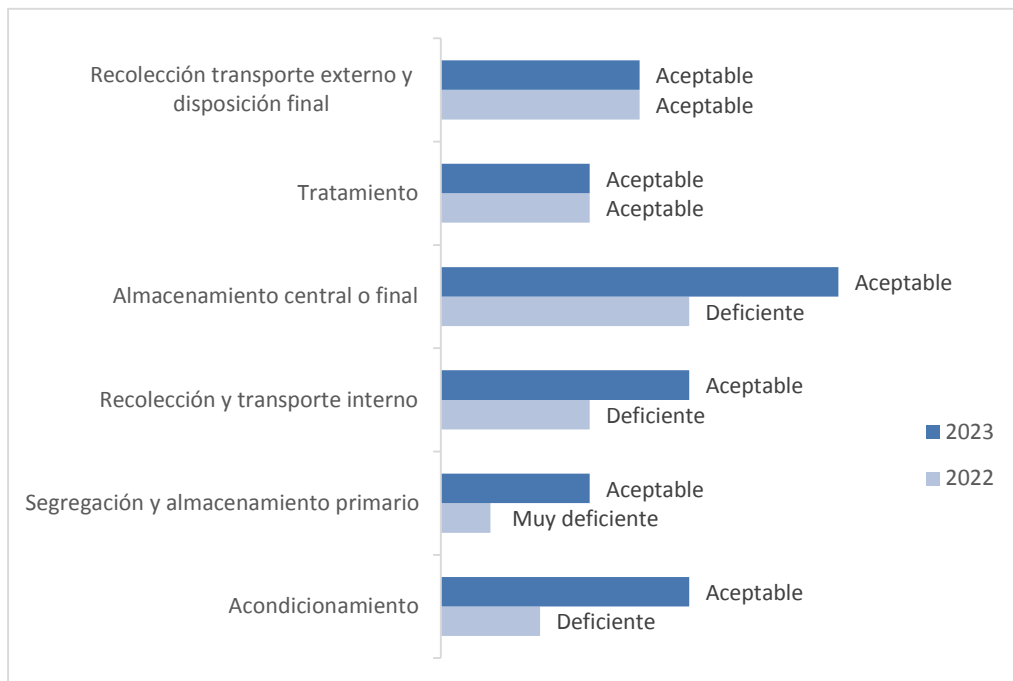 Recolección transporte externo y
disposición final
Aceptable
Aceptable
Tratamiento
Aceptable
Aceptable
Almacenamiento central o final
Aceptable
Deficiente
Recolección y transporte interno
Aceptable
Deficiente
2023
2022
Segregación y almacenamiento primario
Aceptable
Muy deficiente
Acondicionamiento
Aceptable
Deficiente